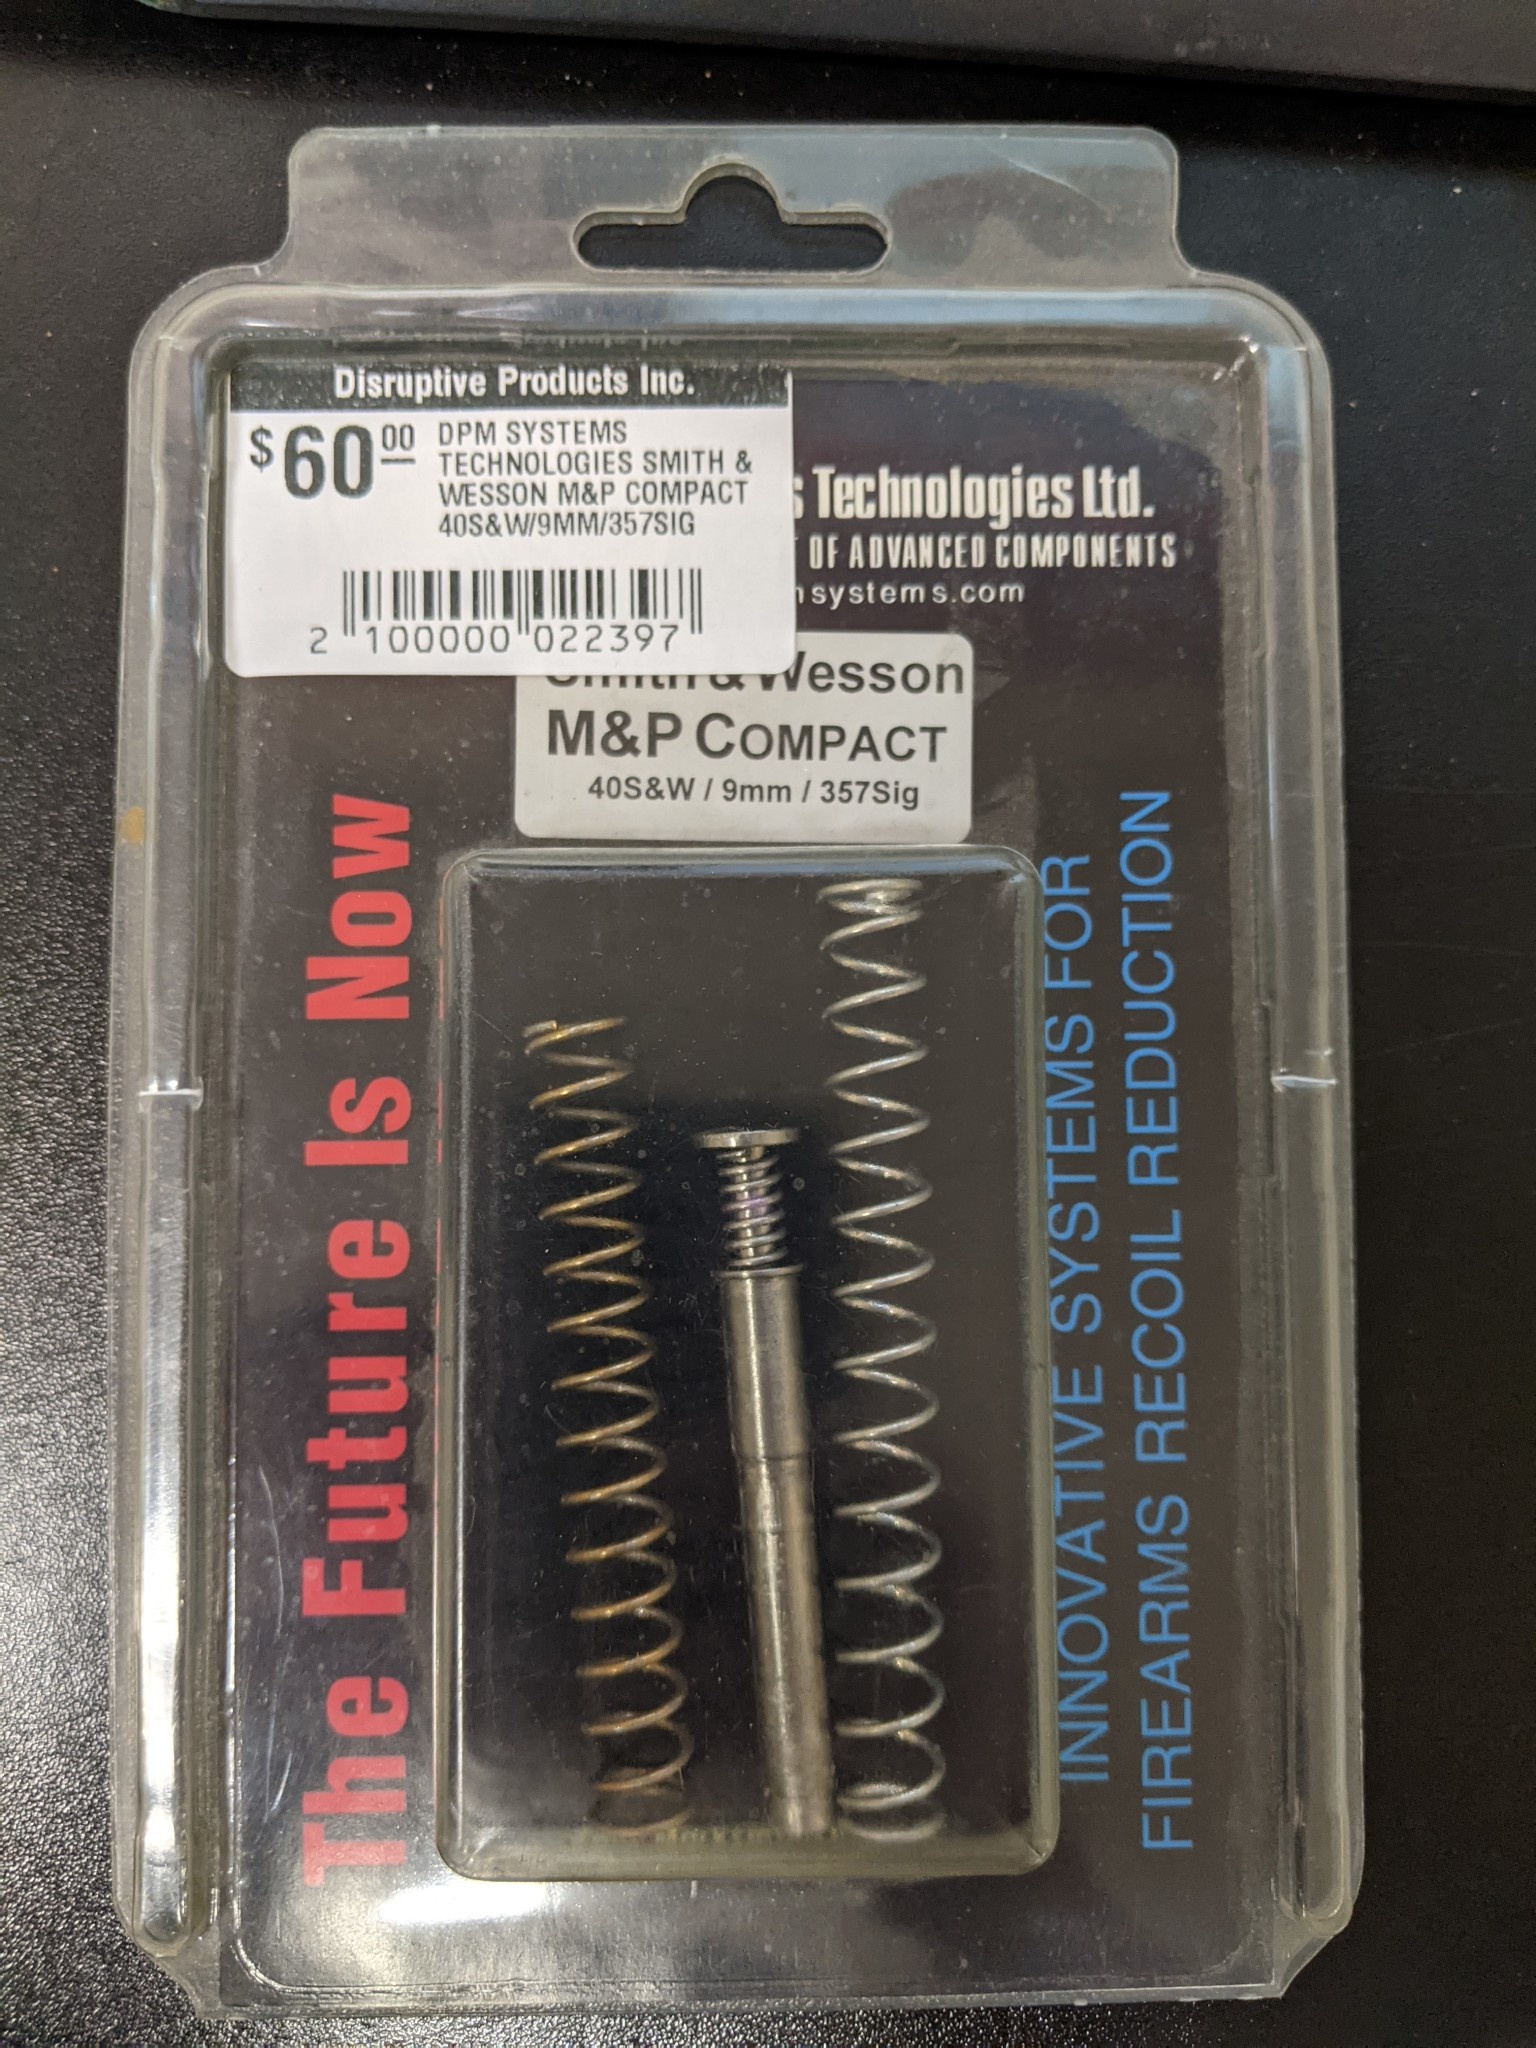 Disruptive Products Inc.
$60.00 DPM SYSTEMS
TECHNOLOGIES SMITH &
WESSON M&P COMPACT
40S&W/9MM/357SIG
2 100000 022397
Technologies Ltd.
OF ADVANCED COMPONENTS
systems.com
Smith & Wesson
M&P COMPACT
40S&W / 9mm / 357Sig
The Future Is Now
INNOVATIVE SYSTEMS FOR
FIREARMS RECOIL REDUCTION